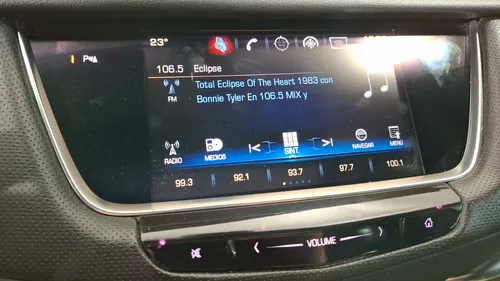 23°
106.5 Eclipse
FM
Total Eclipse Of The Heart 1983 con
Bonnie Tyler En 106.5 MIX y
RADIO MEDIOS SINT. NAVEGAR MENÚ
99.3 92.1 93.7 97.7 100.1
VOLUME